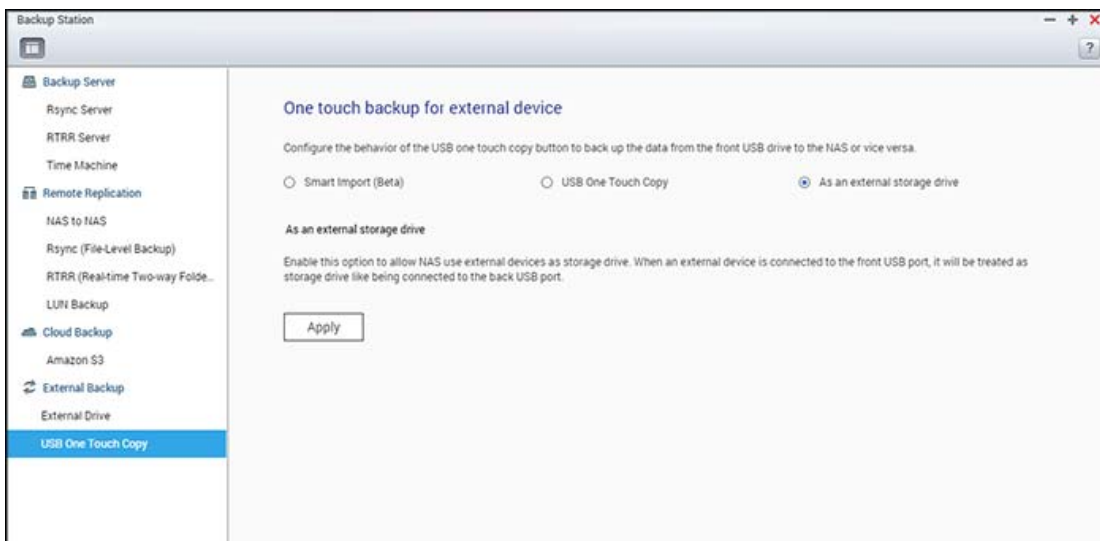 Backup Station
?
Backup Server
Rsync Server
RTRR Server
Time Machine
Remote Replication
NAS to NAS
Rsync (File-Level Backup)
RTRR (Real-time Two-way Folde...
LUN Backup
Cloud Backup
Amazon S3
External Backup
External Drive
USB One Touch Copy
One touch backup for external device
Configure the behavior of the USB one touch copy button to back up the data from the front USB drive to the NAS or vice versa.
Smart Import (Beta) USB One Touch Copy As an external storage drive
As an external storage drive
Enable this option to allow NAS use external devices as storage drive. When an external device is connected to the front USB port, it will be treated as
storage drive like being connected to the back USB port.
Apply